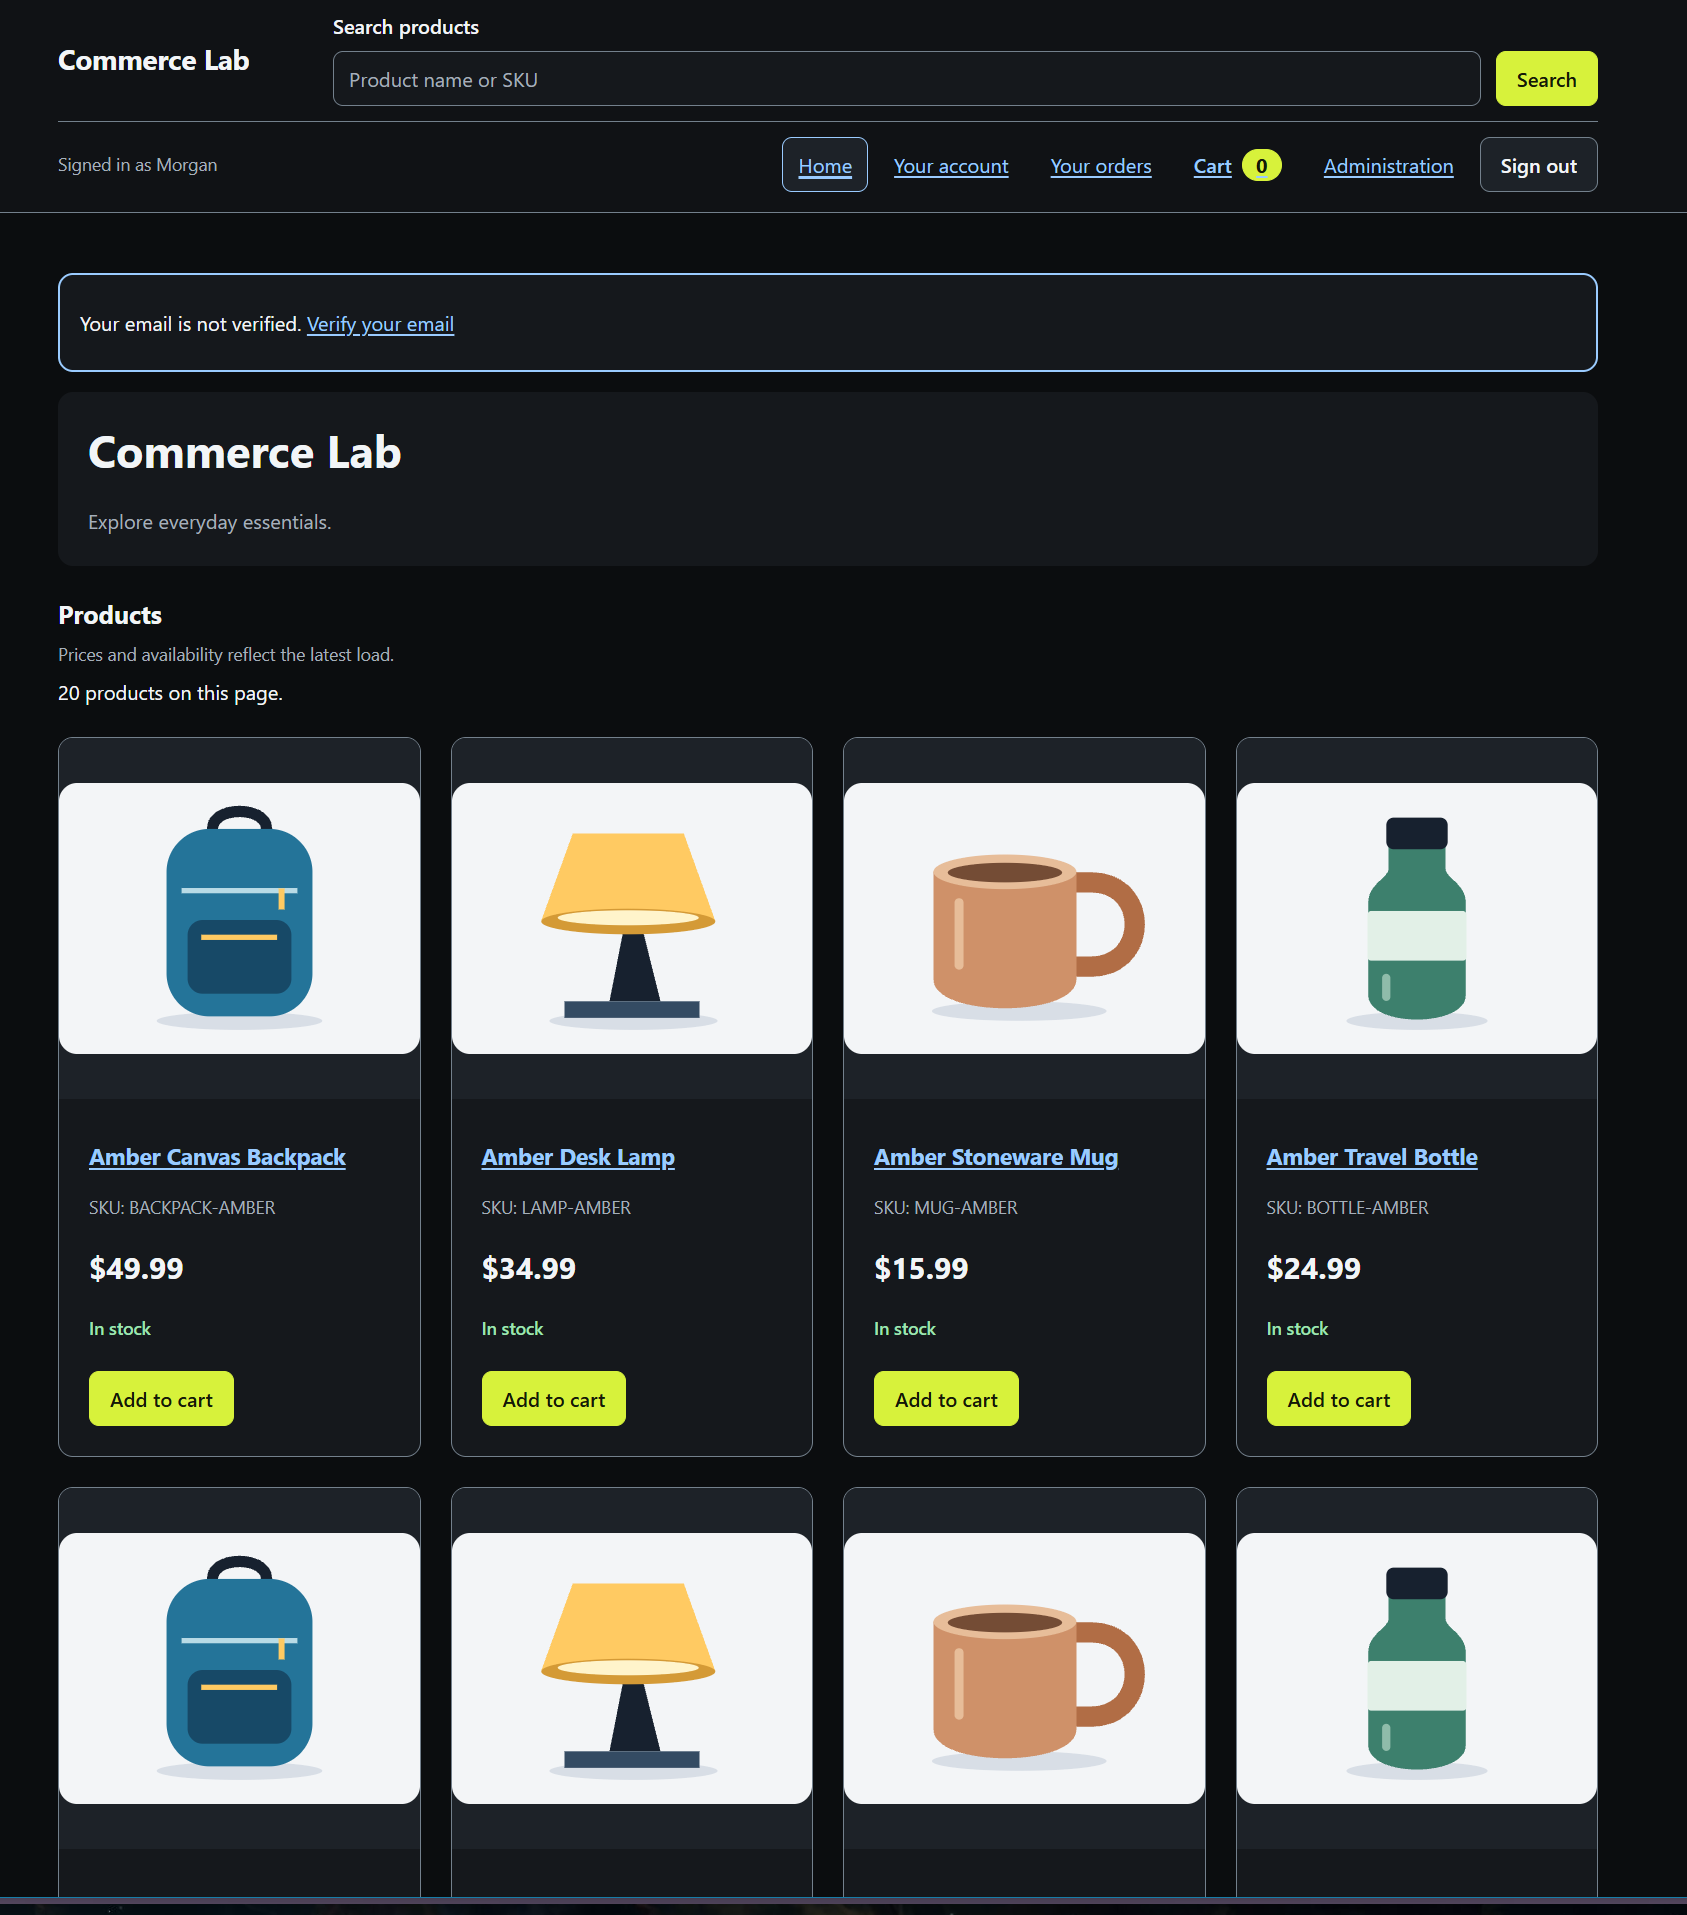 Search products
Commerce Lab
Product name or SKU
Search
Signed in as Morgan
Home
Your account
Your orders
Cart 0
Administration
Sign out
Your email is not verified. Verify your email
Commerce Lab
Explore everyday essentials.
Products
Prices and availability reflect the latest load.
20 products on this page.
Amber Canvas Backpack
SKU: BACKPACK-AMBER
$49.99
In stock
Add to cart
Amber Desk Lamp
SKU: LAMP-AMBER
$34.99
In stock
Add to cart
Amber Stoneware Mug
SKU: MUG-AMBER
$15.99
In stock
Add to cart
Amber Travel Bottle
SKU: BOTTLE-AMBER
$24.99
In stock
Add to cart